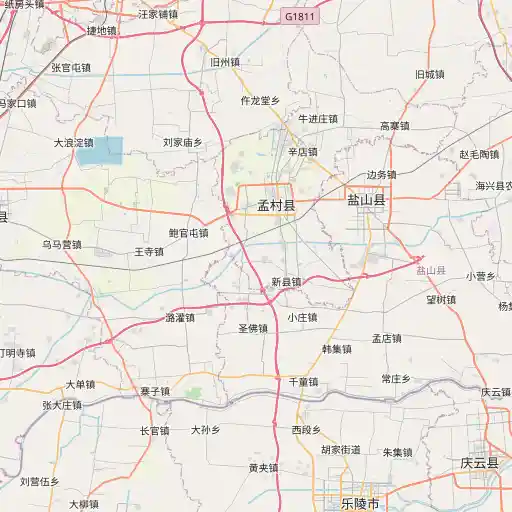 纸房头镇
汪家铺镇
G1811
捷地镇
旧州镇
张官屯镇
旧城镇
仵龙堂乡
马家口镇
牛进庄镇
高寨镇
大浪淀镇
刘家庙乡
辛店镇
赵毛陶镇
边务镇
海兴县农
孟村县
盐山县
县
鲍官屯镇
乌马营镇
王寺镇
盐山县
小营乡
新县镇
望树镇
杨集
潞灌镇
小庄镇
圣佛镇
孟店镇
韩集镇
叮明寺镇
大单镇
寨子镇
千童镇
常庄乡
庆云镇
张大庄镇
长官镇
大孙乡
西段乡
胡家街道
朱集镇
黄夹镇
庆云县
刘营伍乡
大柳镇
乐陵市